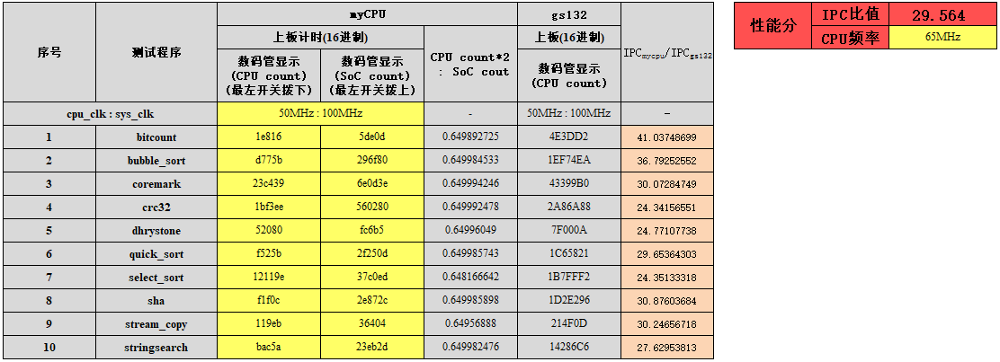 序号 测试程序 myCPU gs132 IPCmycpu/IPCgs132
上板计时(16进制) CPU count*2 : SoC cout 上板(16进制)
数码管显示 (CPU count) (最左开关拨下) 数码管显示 (SoC count) (最左开关拨上) 数码管显示 (CPU count)
cpu_clk : sys_clk 50MHz : 100MHz - 50MHz : 100MHz –
1 bitcount 1e816 5de0d 0.649892725 4E3DD2 41.03748699
2 bubble_sort d775b 296f80 0.649984533 1EF74EA 36.79252552
3 coremark 23c439 6e0d3e 0.649994246 43399B0 30.07284749
4 crc32 1bf3ee 560280 0.649992478 2A86A88 24.34156551
5 dhrystone 52080 fc6b5 0.64996049 7F000A 24.77107738
6 quick_sort f525b 2f250d 0.649985743 1C65821 29.65364303
7 select_sort 12119e 37c0ed 0.648166642 1B7FFF2 24.35133318
8 sha f1f0c 2e872c 0.649985898 1D2E296 30.87603684
9 stream_copy 119eb 36404 0.64956888 214F0D 30.24656718
10 stringsearch bac5a 23eb2d 0.649982476 14286C6 27.62953813
性能分 IPC比值 29.564
CPU频率 65MHz